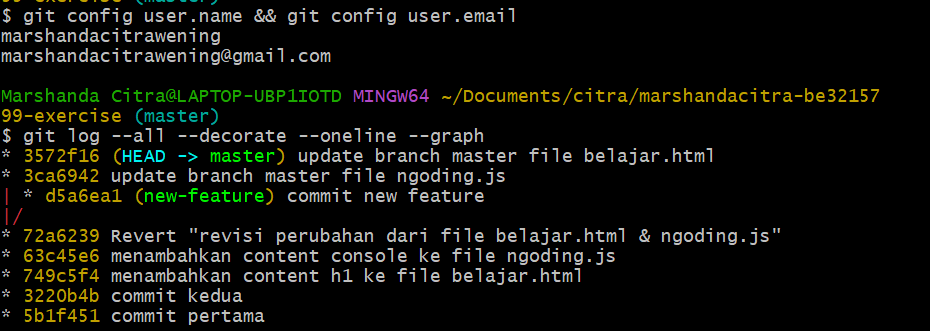 99-exercise (master)
$ git config user.name && git config user.email
marshandacitrawening
marshandacitrawening@gmail.com
Marshanda Citra@LAPTOP-UBP1IOTD MINGW64 ~/Documents/citra/marshandacitra-be32157
99-exercise (master)
$ git log --all --decorate --oneline --graph
* 3572f16 (HEAD -> master) update branch master file belajar.html
* 3ca6942 update branch master file ngoding.js
| * d5a6ea1 (new-feature) commit new feature
|/
* 72a6239 Revert "revisi perubahan dari file belajar.html & ngoding.js"
* 63c45e6 menambahkan content console ke file ngoding.js
* 749c5f4 menambahkan content h1 ke file belajar.html
* 3220b4b commit kedua
* 5b1f451 commit pertama